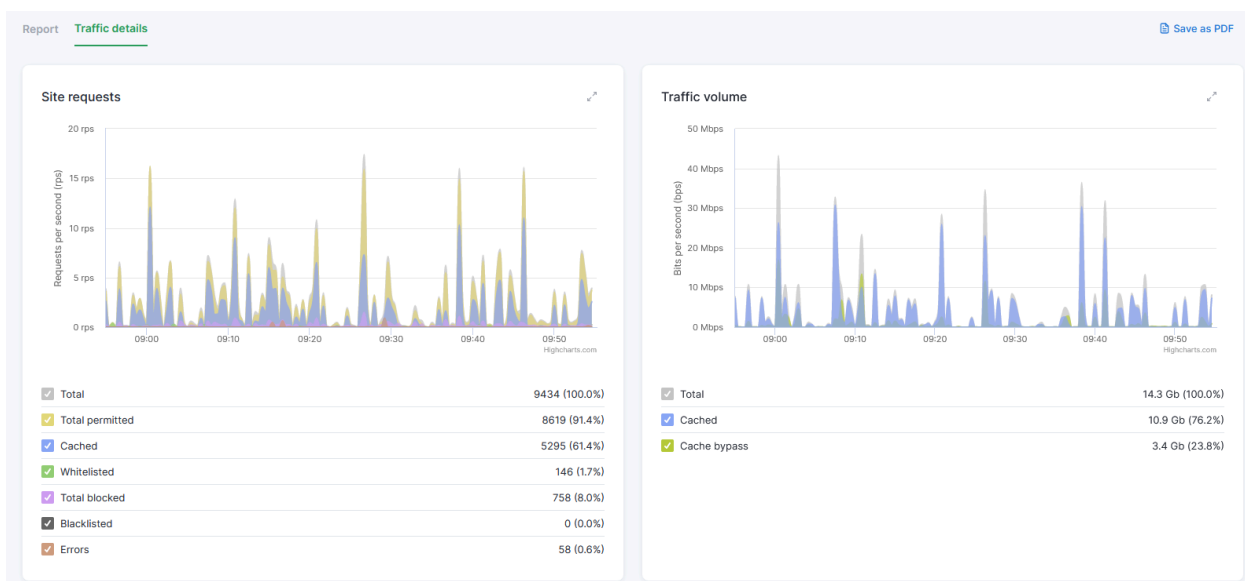 Report Traffic details Save as PDF
Site requests
20 rps
15 rps
10 rps
5 rps
0 rps
Requests per second (rps)
09:00 09:10 09:20 09:30 09:40 09:50
Highcharts.com
Total 9434 (100.0%)
Total permitted 8619 (91.4%)
Cached 5295 (61.4%)
Whitelisted 146 (1.7%)
Total blocked 758 (8.0%)
Blacklisted 0 (0.0%)
Errors 58 (0.6%)
Traffic volume
50 Mbps
40 Mbps
30 Mbps
20 Mbps
10 Mbps
0 Mbps
Bits per second (bps)
09:00 09:10 09:20 09:30 09:40 09:50
Highcharts.com
Total 14.3 Gb (100.0%)
Cached 10.9 Gb (76.2%)
Cache bypass 3.4 Gb (23.8%)